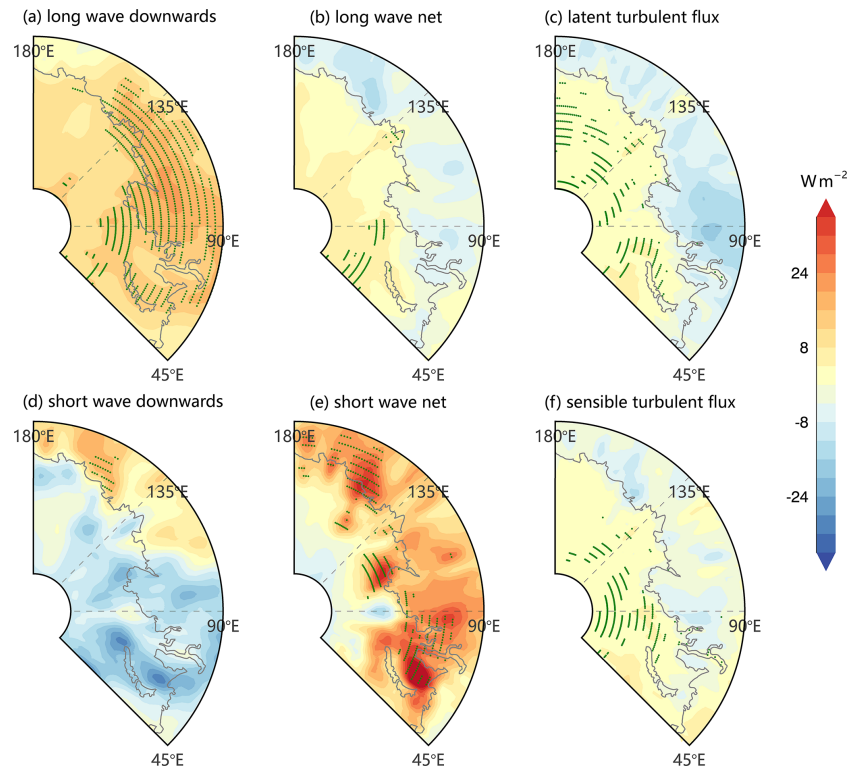 (a) long wave downwards
(b) long wave net
(c) latent turbulent flux
180°E
135°E
90°E
45°E
180°E
135°E
90°E
45°E
180°E
135°E
90°E
45°E
W m⁻²
24
8
-8
-24
(d) short wave downwards
(e) short wave net
(f) sensible turbulent flux
180°E
135°E
90°E
45°E
180°E
135°E
90°E
45°E
180°E
135°E
90°E
45°E